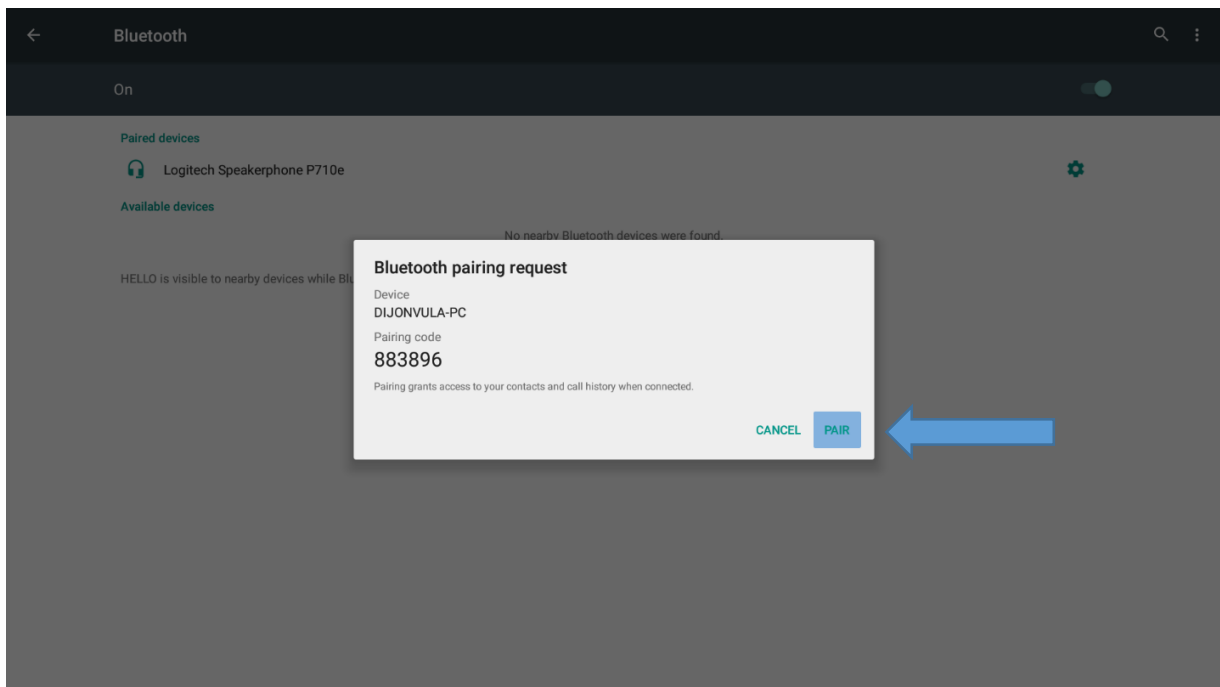 Bluetooth
On
Paired devices
Logitech Speakerphone P710e
Available devices
No nearby Bluetooth devices were found.
HELLO is visible to nearby devices while
Bluetooth pairing request
Device
DIJONVULA-PC
Pairing code
883896
Pairing grants access to your contacts and call history when connected.
CANCEL PAIR